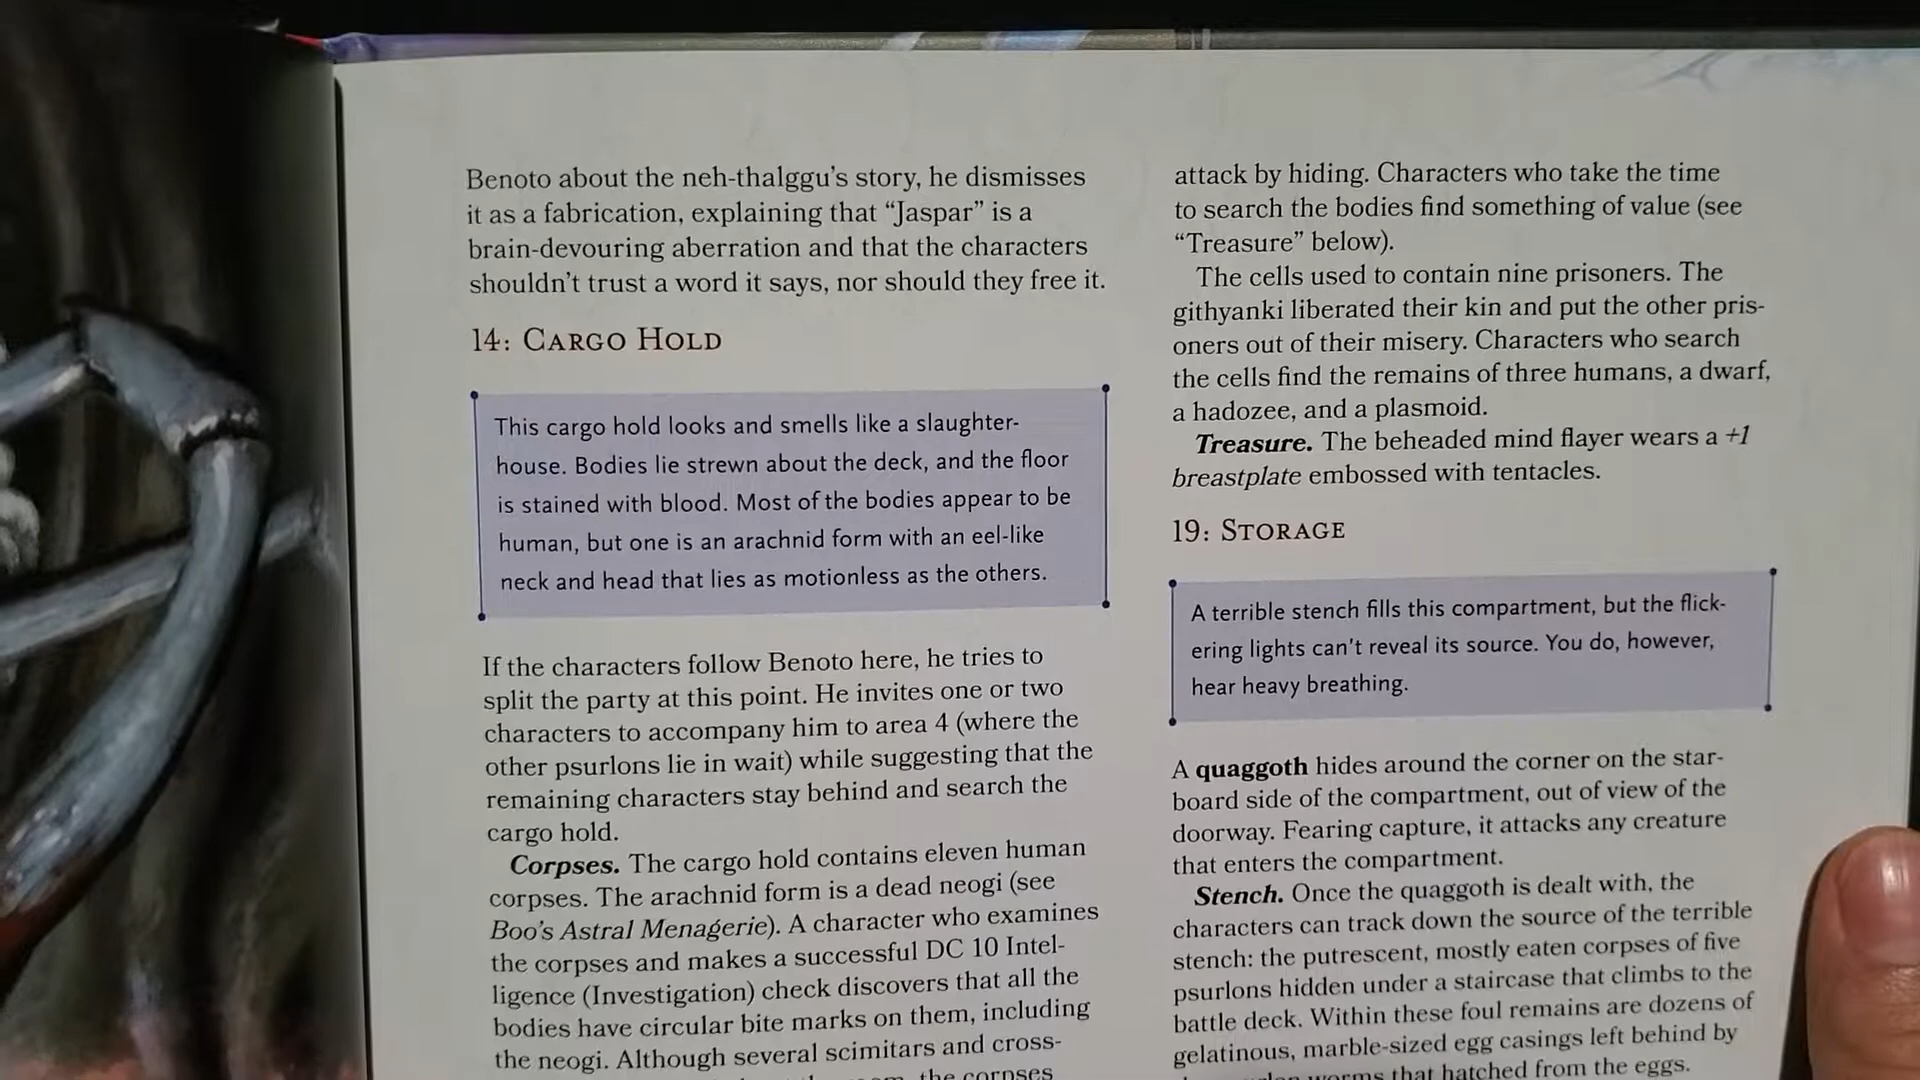 Benoto about the neh-thalggu’s story, he dismisses
it as a fabrication, explaining that “Jaspar” is a
brain-devouring aberration and that the characters
shouldn’t trust a word it says, nor should they free it.
14: CARGO HOLD
This cargo hold looks and smells like a slaughter-
house. Bodies lie strewn about the deck, and the floor
is stained with blood. Most of the bodies appear to be
human, but one is an arachnid form with an eel-like
neck and head that lies as motionless as the others.
If the characters follow Benoto here, he tries to
split the party at this point. He invites one or two
characters to accompany him to area 4 (where the
other psurlons lie in wait) while suggesting that the
remaining characters stay behind and search the
cargo hold.
Corpses. The cargo hold contains eleven human
corpses. The arachnid form is a dead neogi (see
Boo’s Astral Menagerie). A character who examines
the corpses and makes a successful DC 10 Intel-
ligence (Investigation) check discovers that all the
bodies have circular bite marks on them, including
the neogi. Although several scimitars and cross-
the corpses
attack by hiding. Characters who take the time
to search the bodies find something of value (see
“Treasure” below).
The cells used to contain nine prisoners. The
githyanki liberated their kin and put the other pris-
oners out of their misery. Characters who search
the cells find the remains of three humans, a dwarf,
a hadozee, and a plasmoid.
Treasure. The beheaded mind flayer wears a +1
breastplate embossed with tentacles.
19: STORAGE
A terrible stench fills this compartment, but the flick-
ering lights can’t reveal its source. You do, however,
hear heavy breathing.
A quaggoth hides around the corner on the star-
board side of the compartment, out of view of the
doorway. Fearing capture, it attacks any creature
that enters the compartment.
Stench. Once the quaggoth is dealt with, the
characters can track down the source of the terrible
stench: the putrescent, mostly eaten corpses of five
psurlons hidden under a staircase that climbs to the
battle deck. Within these foul remains are dozens of
gelatinous, marble-sized egg casings left behind by
worms that hatched from the eggs.